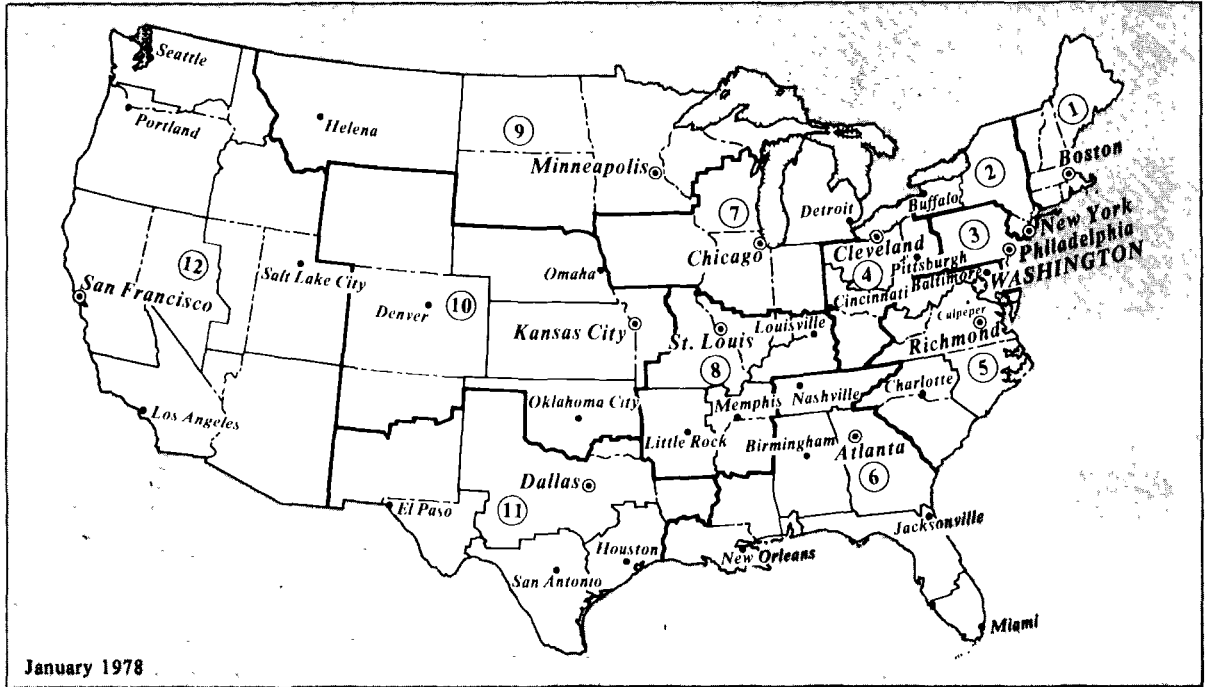 Seattle
Portland
Helena
9
Minneapolis
1
Boston
2
Buffalo
Detroit
7
Chicago
Cleveland
3
New York
Philadelphia
WASHINGTON
4
Pittsburgh
Baltimore
Cincinnati
12
San Francisco
Salt Lake City
Omaha
Denver
10
Kansas City
St. Louis
Louisville
Culpeper
Richmond
8
5
Los Angeles
Oklahoma City
Memphis
Nashville
Charlotte
Little Rock
Birmingham
Atlanta
Dallas
6
El Paso
11
Jacksonville
Houston
New Orleans
San Antonio
Miami
January 1978